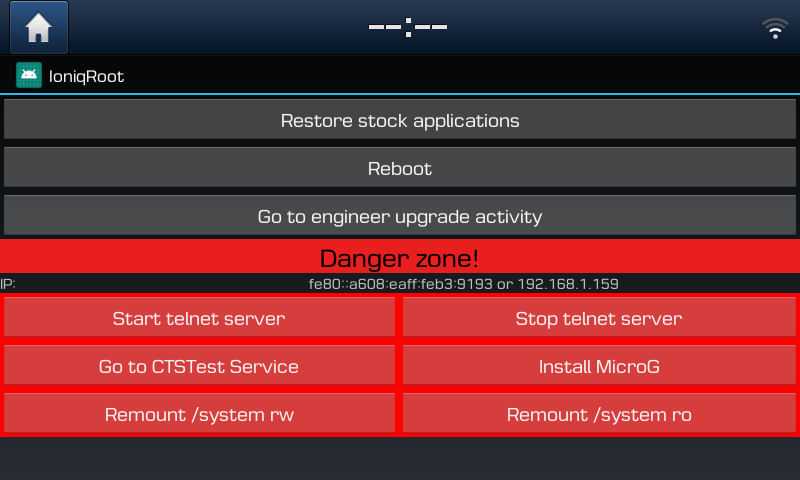 --:--
IoniqRoot
Restore stock applications
Reboot
Go to engineer upgrade activity
Danger zone!
IP: fe80::a608:eaff:feb3:9193 or 192.168.1.159
Start telnet server Stop telnet server
Go to CTSTest Service Install MicroG
Remount /system rw Remount /system ro